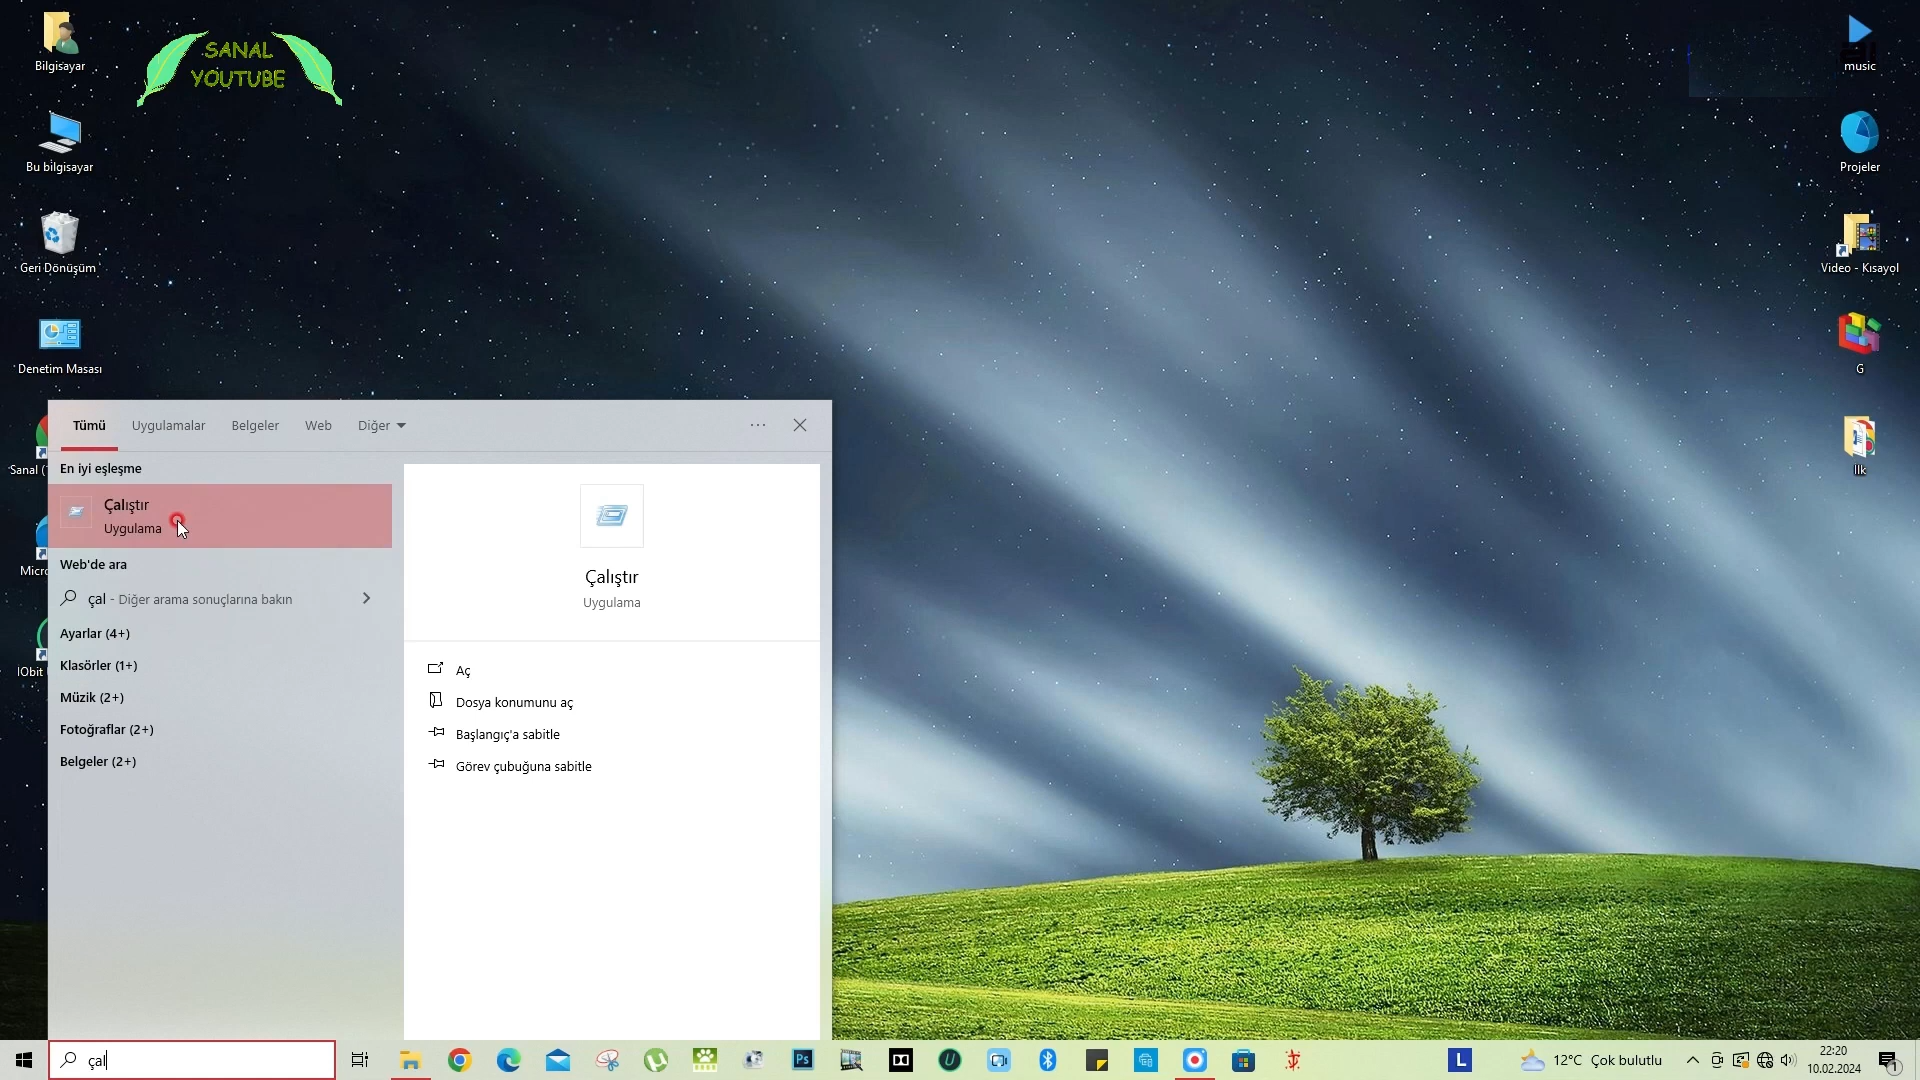 Bilgisayar
SANAL
YOUTUBE
music
Bu bilgisayar
Projeler
Geri Dönüşüm
Video - Kısayol
Denetim Masası
G
Sanal (
Ilk
Micro
IObit
Tümü
Uygulamalar
Belgeler
Web
Diğer
En iyi eşleşme
Çalıştır
Uygulama
Web'de ara
çal - Diğer arama sonuçlarına bakın
Ayarlar (4+)
Klasörler (1+)
Müzik (2+)
Fotoğraflar (2+)
Belgeler (2+)
Çalıştır
Uygulama
Aç
Dosya konumunu aç
Başlangıç'a sabitle
Görev çubuğuna sabitle
çal
Ps
U
L
12°C Çok bulutlu
22:20
10.02.2024
1